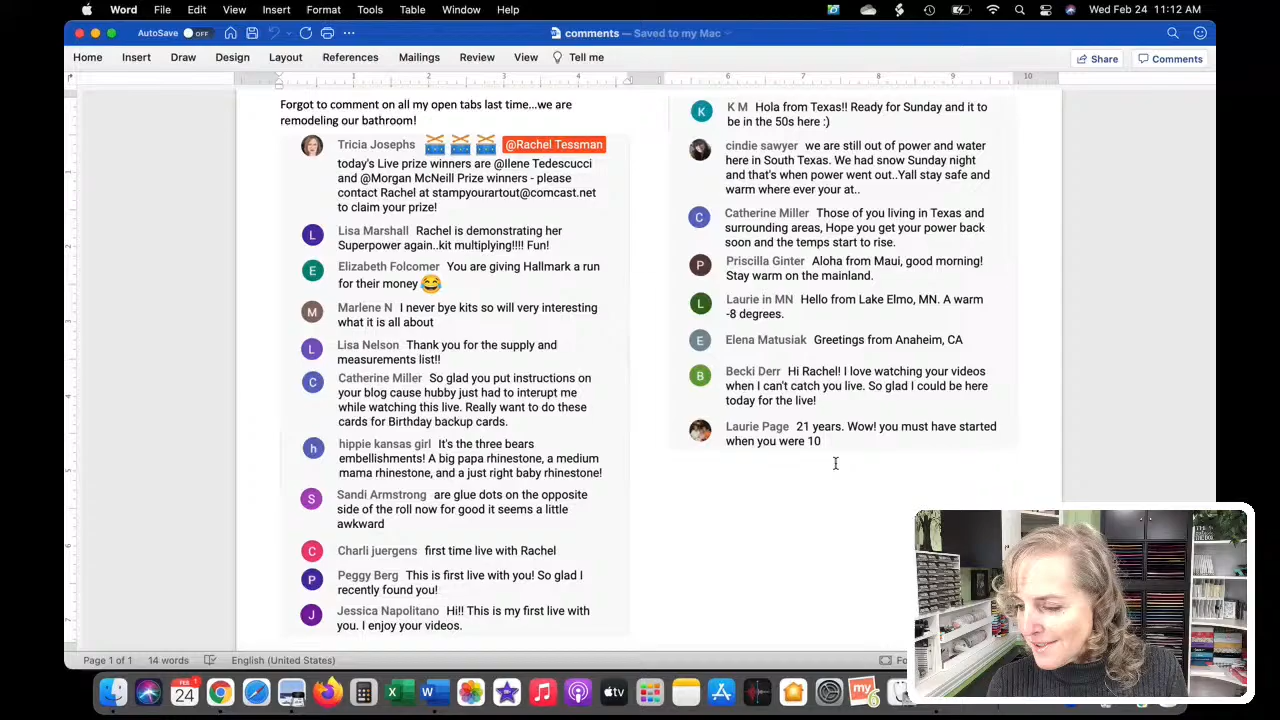 Word File Edit View Insert Format Tools Table Window Help Wed Feb 24 11:12 AM
AutoSave OFF comments — Saved to my Mac
Home Insert Draw Design Layout References Mailings Review View Tell me Share Comments
1 2 3 4 6 7 8 9 10
Forgot to comment on all my open tabs last time...we are
remodeling our bathroom!
Tricia Josephs @Rachel Tessman
today's Live prize winners are @Ilene Tedescucci
and @Morgan McNeill Prize winners - please
contact Rachel at stampyourartout@comcast.net
to claim your prize!
Lisa Marshall Rachel is demonstrating her
Superpower again..kit multiplying!!!! Fun!
Elizabeth Folcomer You are giving Hallmark a run
for their money 😂
Marlene N I never bye kits so will very interesting
what it is all about
Lisa Nelson Thank you for the supply and
measurements list!!
Catherine Miller So glad you put instructions on
your blog cause hubby just had to interupt me
while watching this live. Really want to do these
cards for Birthday backup cards.
hippie kansas girl It's the three bears
embellishments! A big papa rhinestone, a medium
mama rhinestone, and a just right baby rhinestone!
Sandi Armstrong are glue dots on the opposite
side of the roll now for good it seems a little
awkward
Charli juergens first time live with Rachel
Peggy Berg This is first live with you! So glad I
recently found you!
Jessica Napolitano Hi!! This is my first live with
you. I enjoy your videos.
K M Hola from Texas!! Ready for Sunday and it to
be in the 50s here :)
cindie sawyer we are still out of power and water
here in South Texas. We had snow Sunday night
and that's when power went out..Yall stay safe and
warm where ever your at..
Catherine Miller Those of you living in Texas and
surrounding areas, Hope you get your power back
soon and the temps start to rise.
Priscilla Ginter Aloha from Maui, good morning!
Stay warm on the mainland.
Laurie in MN Hello from Lake Elmo, MN. A warm
-8 degrees.
Elena Matusiak Greetings from Anaheim, CA
Becki Derr Hi Rachel! I love watching your videos
when I can't catch you live. So glad I could be here
today for the live!
Laurie Page 21 years. Wow! you must have started
when you were 10
Page 1 of 14 words English (United States)
FEB
24
tv
my
6